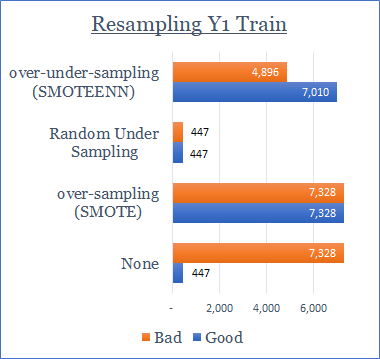 Resampling Y1 Train
over-under-sampling
(SMOTEENN)
4,896
7,010
Random Under
Sampling
447
447
over-sampling
(SMOTE)
7,328
7,328
None
7,328
447
- 2,000 4,000 6,000
Bad Good